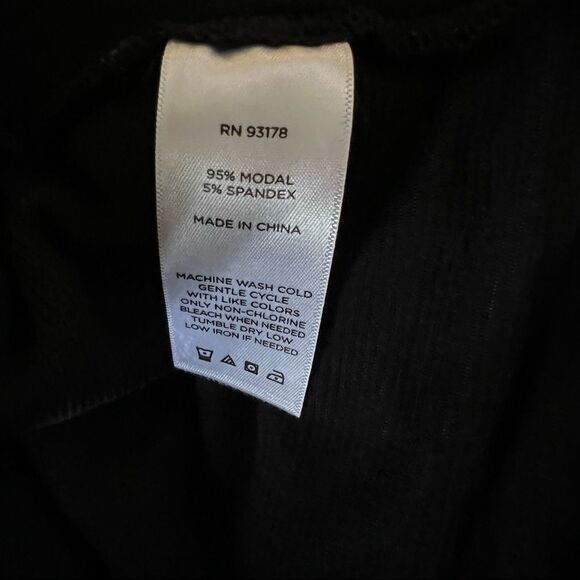 RN 93178
95% MODAL
5% SPANDEX
MADE IN CHINA
MACHINE WASH COLD
GENTLE CYCLE
WITH LIKE COLORS
ONLY NON-CHLORINE
BLEACH WHEN NEEDED
TUMBLE DRY LOW
LOW IRON IF NEEDED